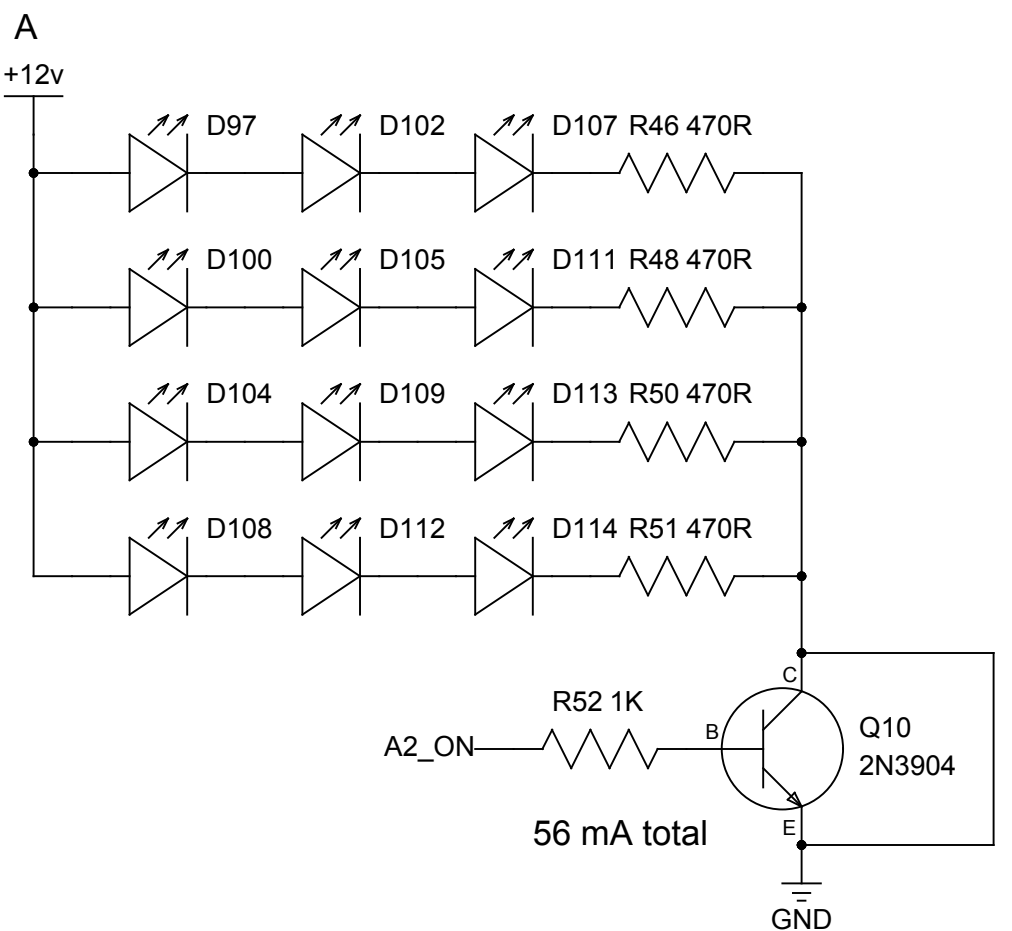 A
+12v
D97 D102 D107 R46 470R
D100 D105 D111 R48 470R
D104 D109 D113 R50 470R
D108 D112 D114 R51 470R
C
R52 1K
B
Q10
A2_ON
2N3904
E
56 mA total
GND